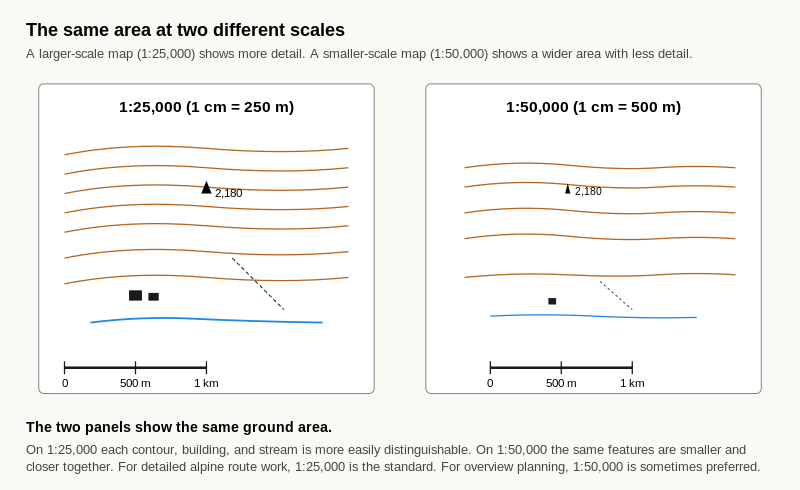 The same area at two different scales
A larger-scale map (1:25,000) shows more detail. A smaller-scale map (1:50,000) shows a wider area with less detail.
1:25,000 (1 cm = 250 m)
2,180
0 500 m 1 km
1:50,000 (1 cm = 500 m)
2,180
0 500 m 1 km
The two panels show the same ground area.
On 1:25,000 each contour, building, and stream is more easily distinguishable. On 1:50,000 the same features are smaller and
closer together. For detailed alpine route work, 1:25,000 is the standard. For overview planning, 1:50,000 is sometimes preferred.